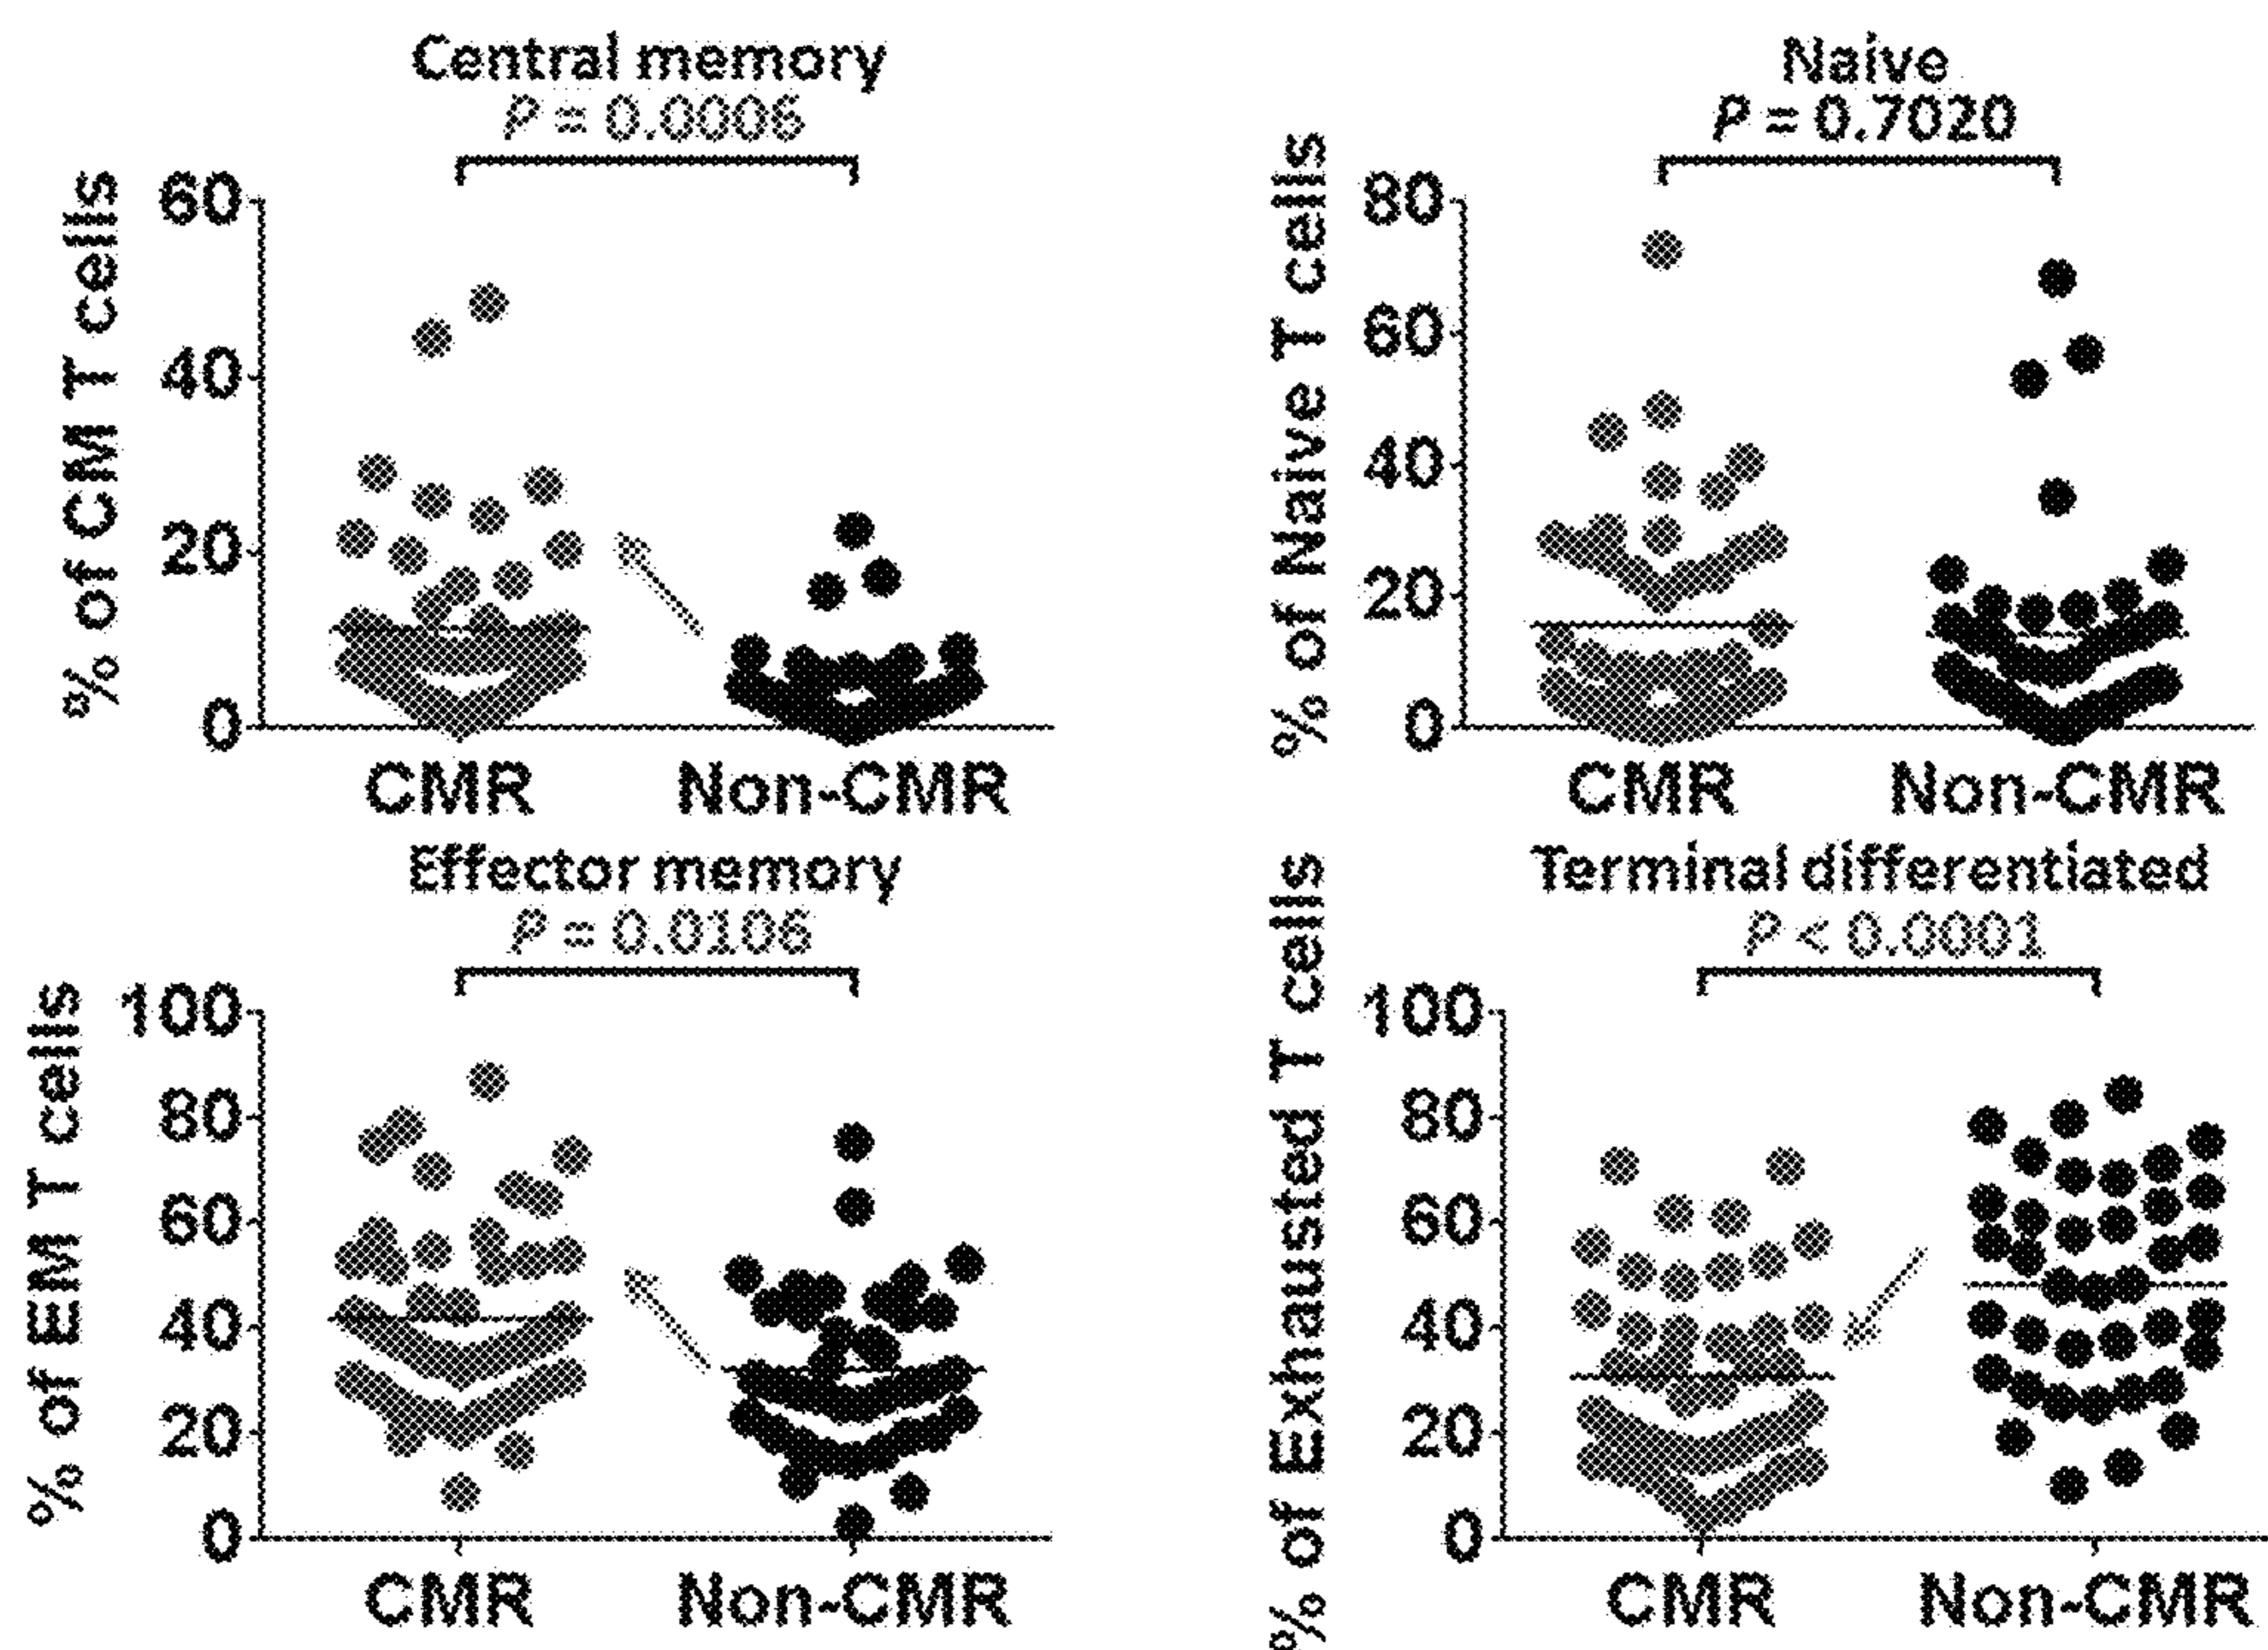 Central memory
P = 0.0006
% of CM T cells
60
40
20
0
CMR Non-CMR
Naive
P = 0.7020
% of Naive T cells
80
60
40
20
0
CMR Non-CMR
Effector memory
P = 0.0106
% of EM T cells
100
80
60
40
20
0
CMR Non-CMR
Terminal differentiated
P < 0.0001
% of Exhausted T cells
100
80
60
40
20
0
CMR Non-CMR